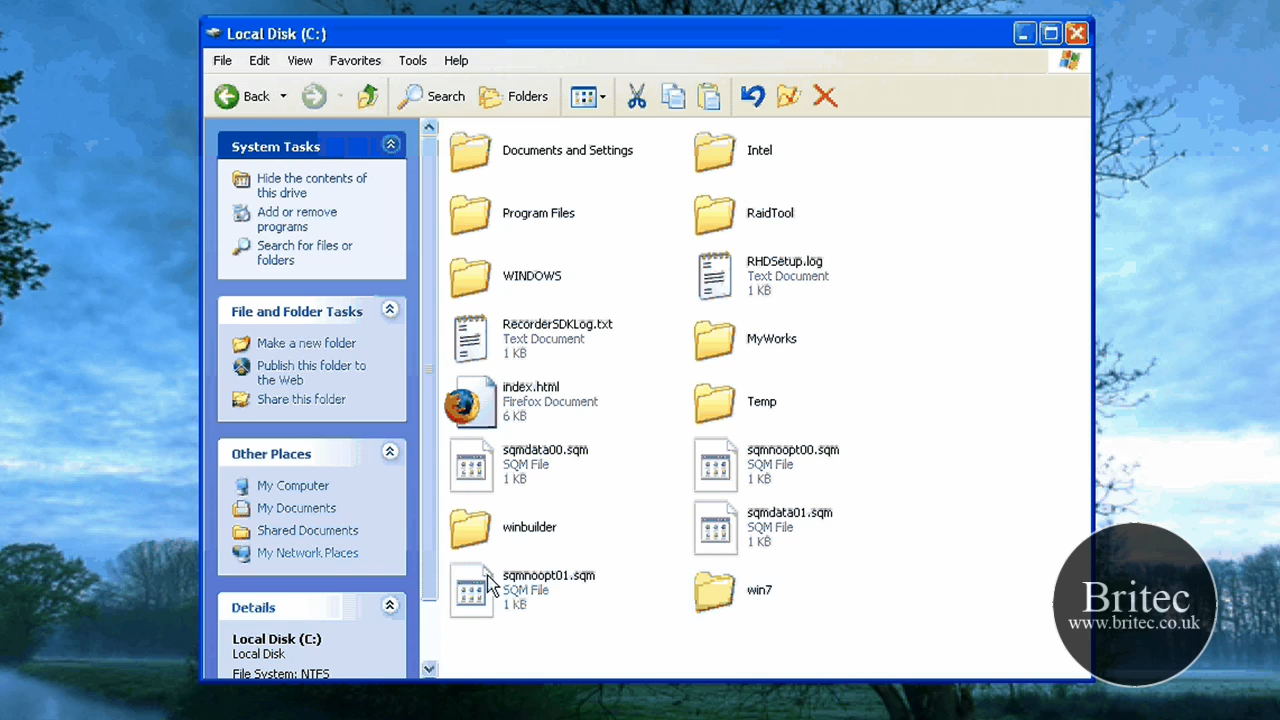 Local Disk (C:)
File Edit View Favorites Tools Help
Back Search Folders
System Tasks
Hide the contents of
this drive
Add or remove
programs
Search for files or
folders
File and Folder Tasks
Make a new folder
Publish this folder to
the Web
Share this folder
Other Places
My Computer
My Documents
Shared Documents
My Network Places
Details
Local Disk (C:)
Local Disk
File System: NTFS
Documents and Settings
Intel
Program Files
RaidTool
WINDOWS
RHDSetup.log
Text Document
1 KB
RecorderSDKLog.txt
Text Document
1 KB
MyWorks
index.html
Firefox Document
6 KB
Temp
sqmdata00.sqm
SQM File
1 KB
sqmnoopt00.sqm
SQM File
1 KB
winbuilder
sqmdata01.sqm
SQM File
1 KB
sqmnoopt01.sqm
SQM File
1 KB
win7
Britec
www.britec.co.uk